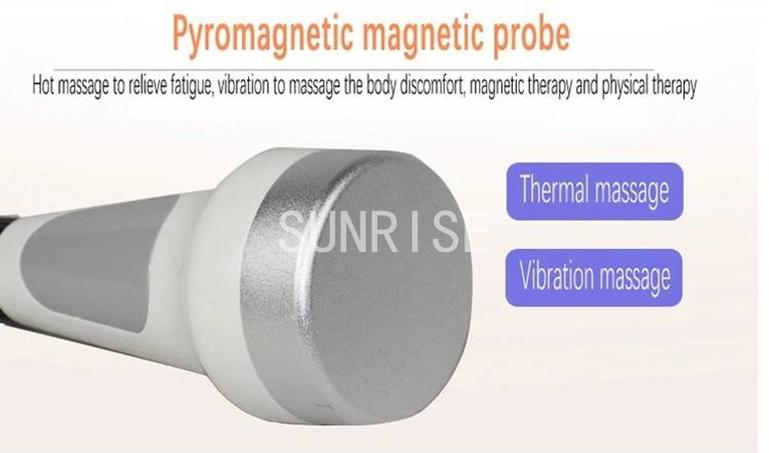 Pyromagnetic magnetic probe
Hot massage to relieve fatigue, vibration to massage the body discomfort, magnetic therapy and physical therapy
Thermal massage
SUNRISE
Vibration massage